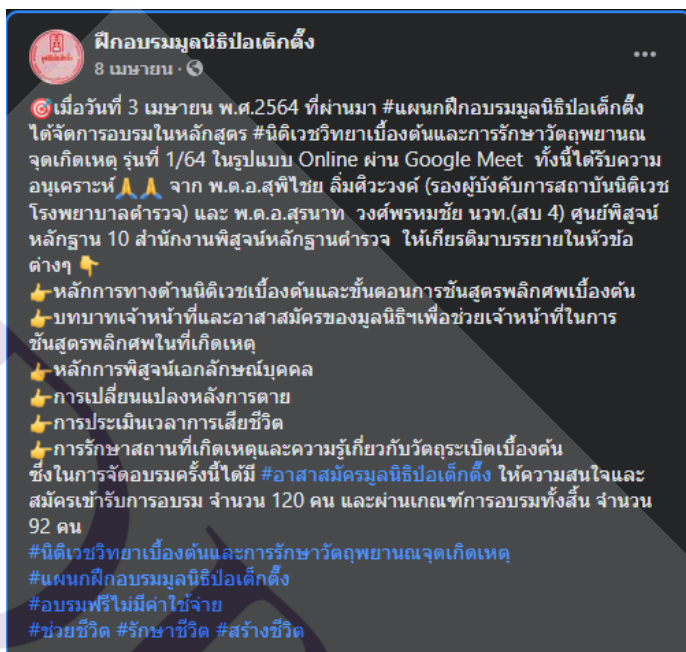 ฝึกอบรมมูลนิธิป่อเต็กตึ๊ง
8 เมษายน ·
🎯เมื่อวันที่ 3 เมษายน พ.ศ.2564 ที่ผ่านมา #แผนกฝึกอบรมมูลนิธิป่อเต็กตึ๊ง
ได้จัดการอบรมในหลักสูตร #นิติเวชวิทยาเบื้องต้นและการรักษาวัตถุพยานณ
จุดเกิดเหตุ รุ่นที่ 1/64 ในรูปแบบ Online ผ่าน Google Meet ทั้งนี้ได้รับความ
อนุเคราะห์🙏🙏 จาก พ.ต.อ.สุพิไชย ลิ่มศิวะวงศ์ (รองผู้บังคับการสถาบันนิติเวช
โรงพยาบาลตำรวจ) และ พ.ต.อ.สุรนาท วงศ์พรหมชัย นวท.(สบ 4) ศูนย์พิสูจน์
หลักฐาน 10 สำนักงานพิสูจน์หลักฐานตำรวจ ให้เกียรติมาบรรยายในหัวข้อ
ต่างๆ 👇
👉หลักการทางด้านนิติเวชเบื้องต้นและขั้นตอนการชันสูตรพลิกศพเบื้องต้น
👉บทบาทเจ้าหน้าที่และอาสาสมัครของมูลนิธิฯเพื่อช่วยเจ้าหน้าที่ในการ
ชันสูตรพลิกศพในที่เกิดเหตุ
👉หลักการพิสูจน์เอกลักษณ์บุคคล
👉การเปลี่ยนแปลงหลังการตาย
👉การประเมินเวลาการเสียชีวิต
👉การรักษาสถานที่เกิดเหตุและความรู้เกี่ยวกับวัตถุระเบิดเบื้องต้น
ซึ่งในการจัดอบรมครั้งนี้ได้มี #อาสาสมัครมูลนิธิป่อเต็กตึ๊ง ให้ความสนใจและ
สมัครเข้ารับการอบรม จำนวน 120 คน และผ่านเกณฑ์การอบรมทั้งสิ้น จำนวน
92 คน
#นิติเวชวิทยาเบื้องต้นและการรักษาวัตถุพยานณจุดเกิดเหตุ
#แผนกฝึกอบรมมูลนิธิป่อเต็กตึ๊ง
#อบรมฟรีไม่มีค่าใช้จ่าย
#ช่วยชีวิต #รักษาชีวิต #สร้างชีวิต